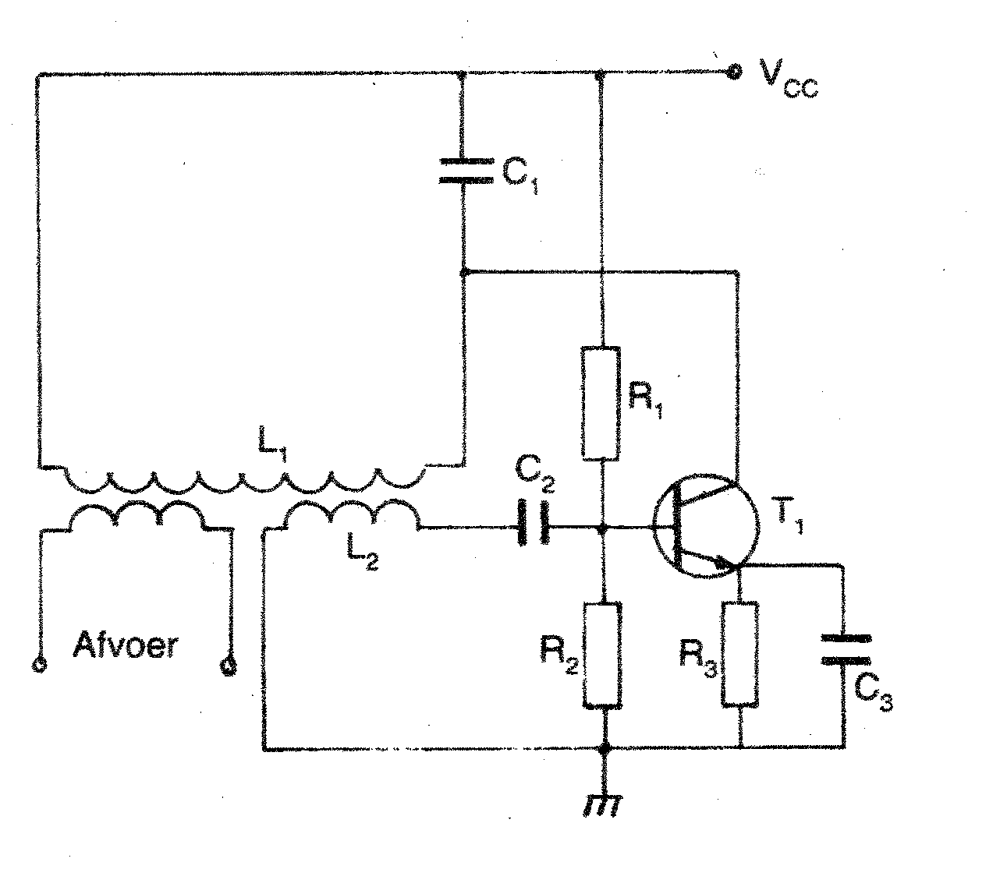 V_CC
C_1
R_1
L_1
C_2
T_1
L_2
Afvoer
R_2
R_3
C_3